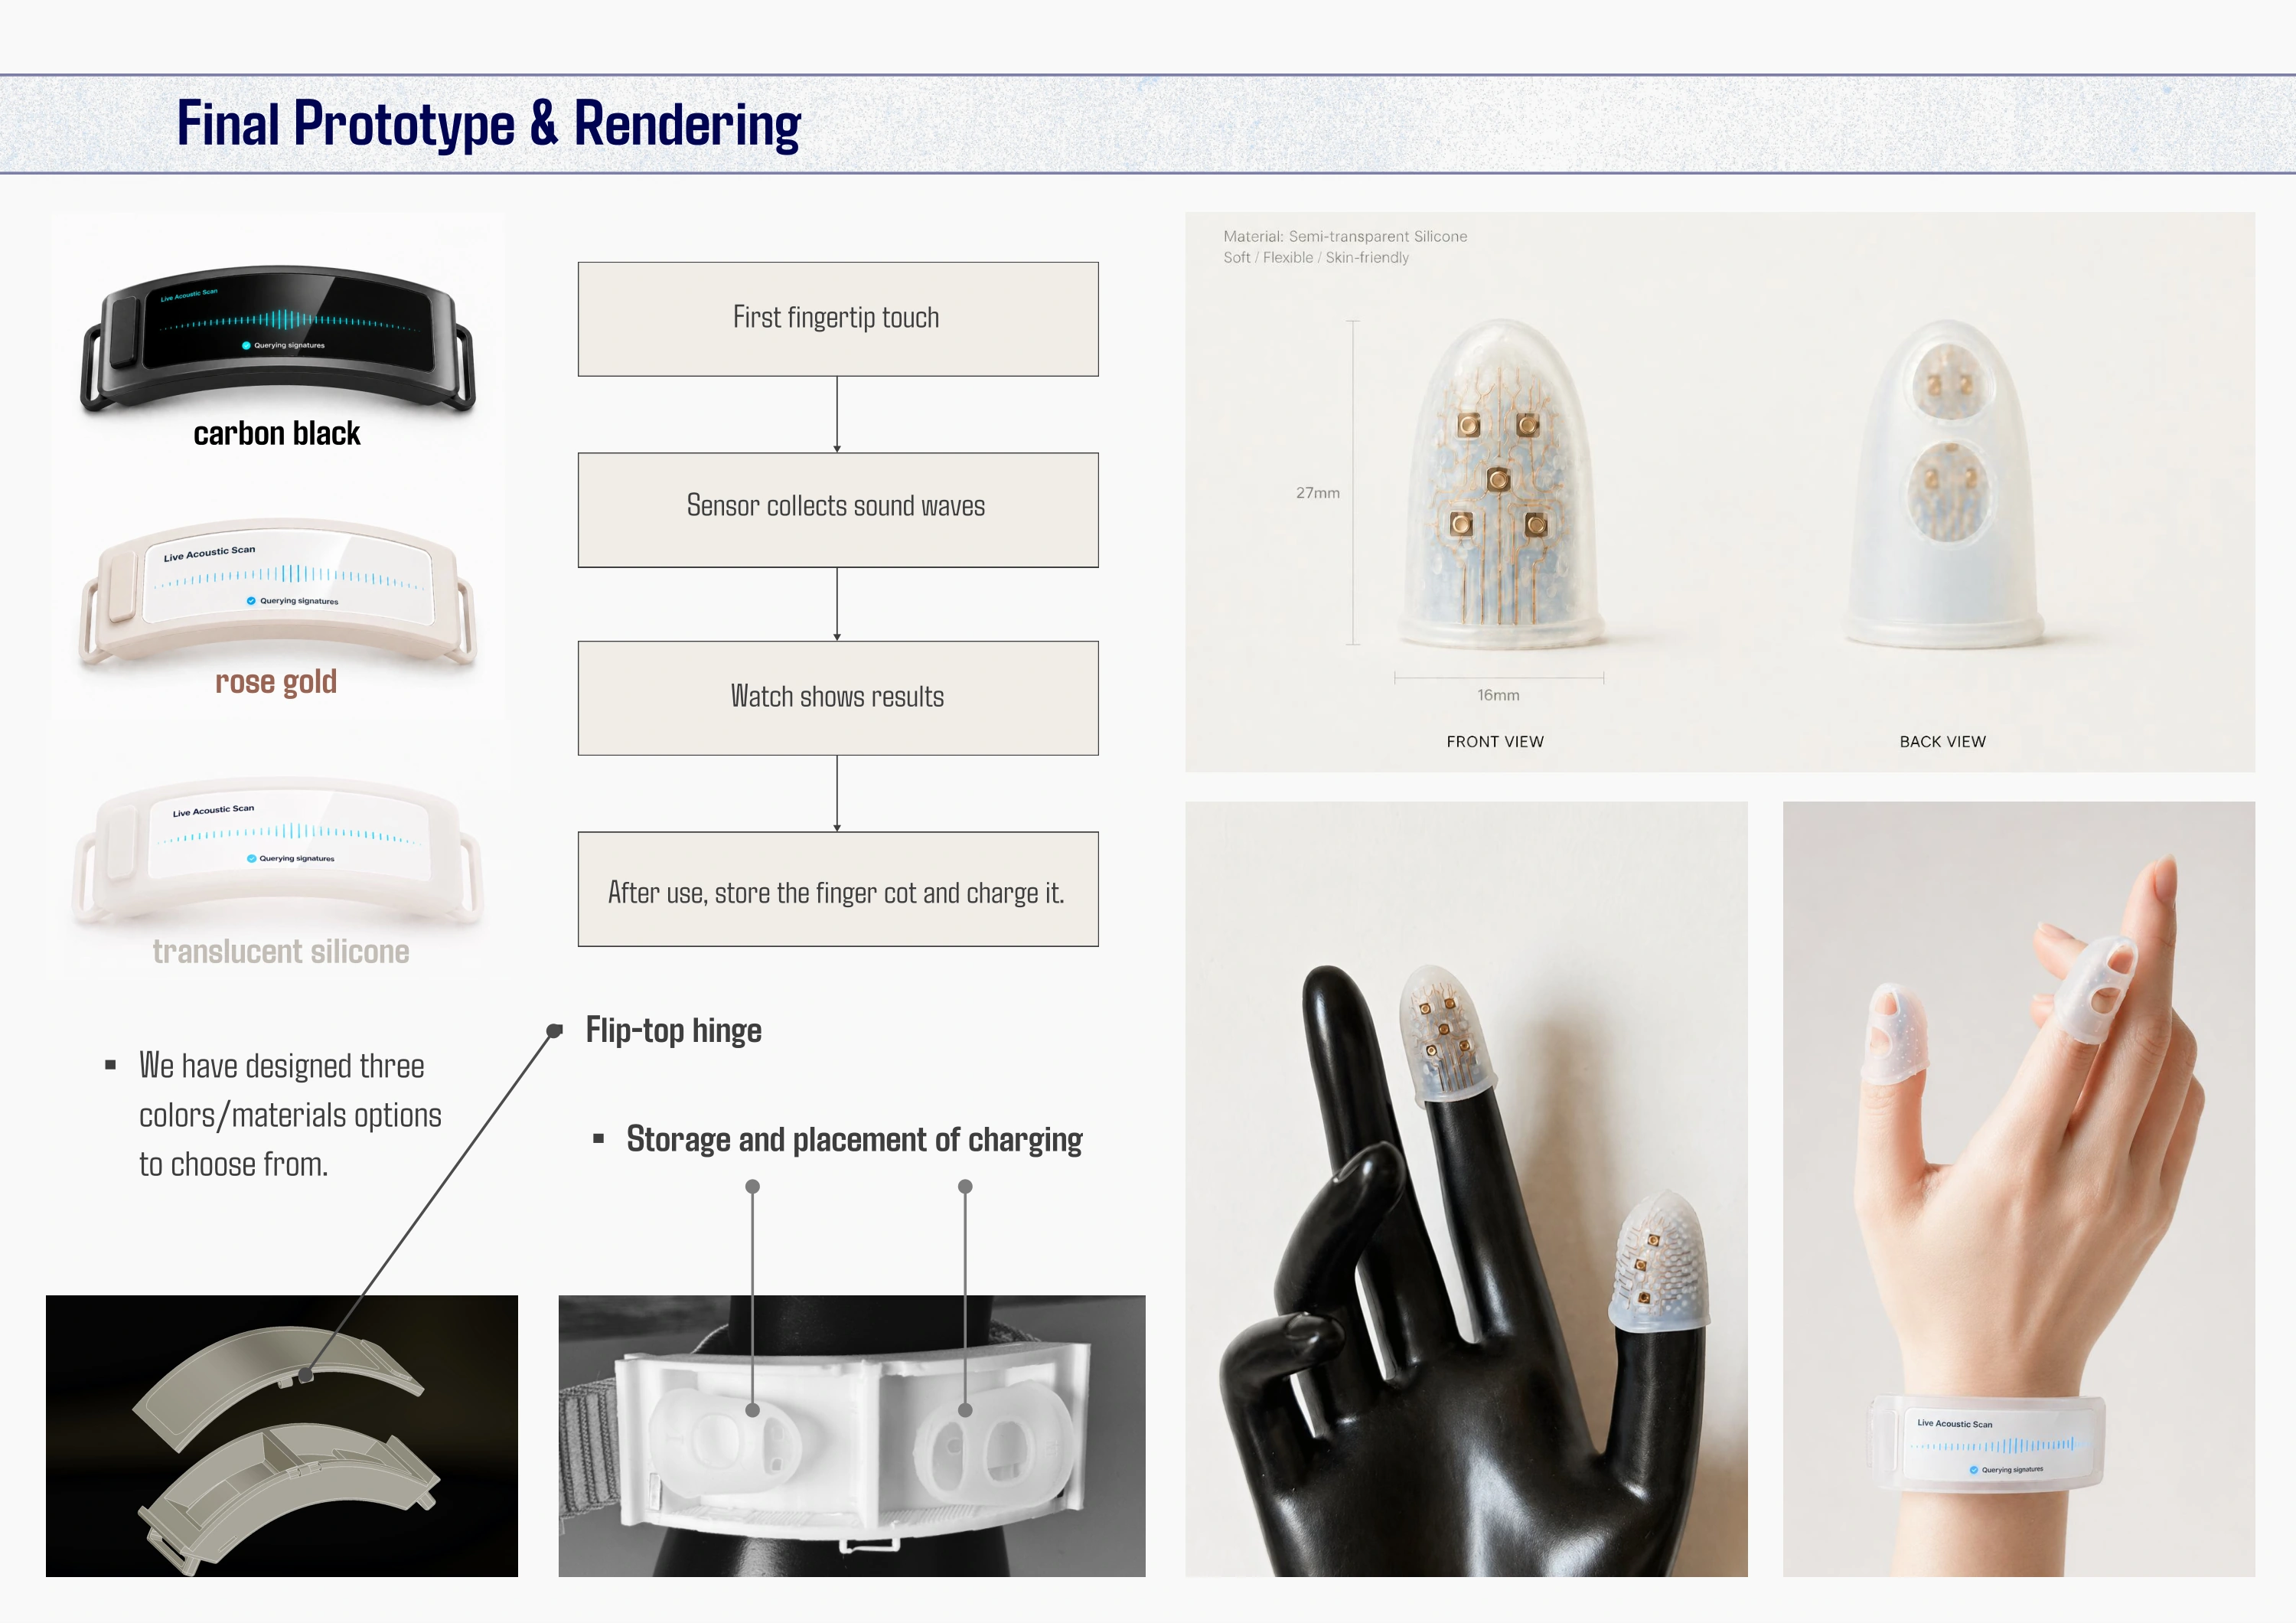 Final Prototype & Rendering
Live Acoustic Scan
Querying signatures
carbon black
Live Acoustic Scan
Querying signatures
rose gold
Live Acoustic Scan
Querying signatures
translucent silicone
We have designed three
colors/materials options
to choose from.
First fingertip touch
Sensor collects sound waves
Watch shows results
After use, store the finger cot and charge it.
Flip-top hinge
Storage and placement of charging
Material: Semi-transparent Silicone
Soft / Flexible / Skin-friendly
27mm
16mm
FRONT VIEW
BACK VIEW
Live Acoustic Scan
Querying signatures